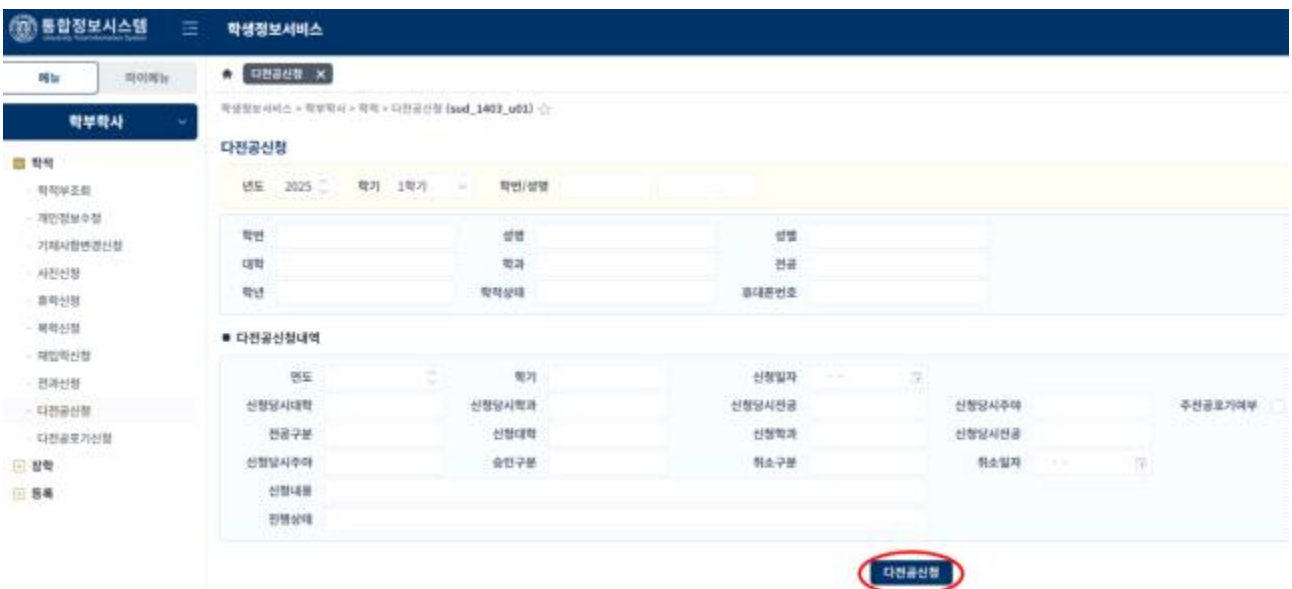 통합정보시스템 학생정보서비스
메뉴 마이메뉴 다전공신청 X
학생정보서비스 > 학부학사 > 학적 > 다전공신청 (sud_1403_u01)
학부학사
다전공신청
학적
년도 2025 학기 1학기 학번/성명
학적부조회
개인정보수정
기재사항변경신청
사진신청
휴학신청
복학신청
재입학신청
전과신청
다전공신청
다전공포기신청
장학
등록
학번 성명 성별
대학 학과 전공
학년 학적상태 휴대폰번호
다전공신청내역
년도 학기 신청일자
신청당시대학 신청당시학과 신청당시전공 신청당시주야 주전공포기여부
전공구분 신청대학 신청학과 신청당시전공
신청당시주야 승인구분 취소구분 취소일자
신청내용
진행상태
다전공신청